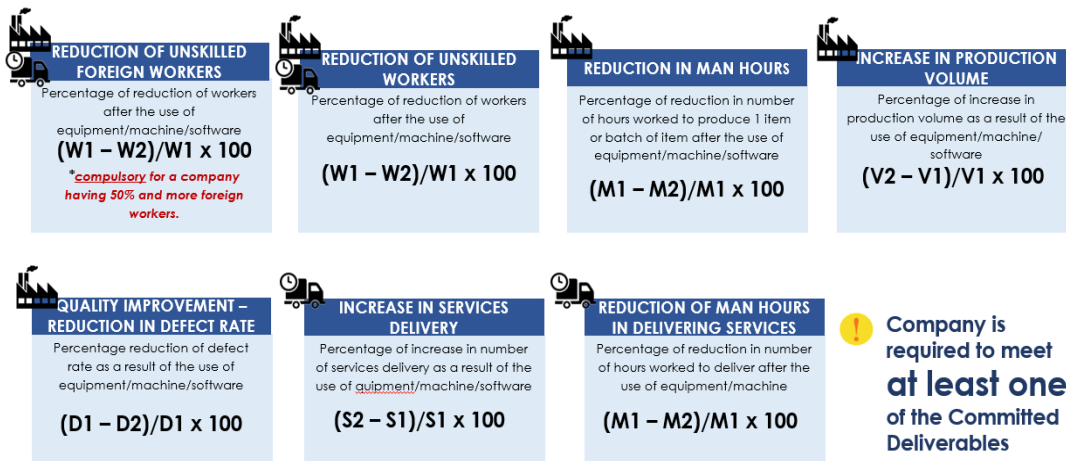 REDUCTION OF UNSKILLED
FOREIGN WORKERS
Percentage of reduction of workers
after the use of
equipment/machine/software
(W1 – W2)/W1 x 100
*compulsory for a company
having 50% and more foreign
workers.
REDUCTION OF UNSKILLED
WORKERS
Percentage of reduction of workers
after the use of
equipment/machine/software
(W1 – W2)/W1 x 100
REDUCTION IN MAN HOURS
Percentage of reduction in number
of hours worked to produce 1 item
or batch of item after the use of
equipment/machine/software
(M1 – M2)/M1 x 100
INCREASE IN PRODUCTION
VOLUME
Percentage of increase in
production volume as a result of the
use of equipment/machine/
software
(V2 – V1)/V1 x 100
QUALITY IMPROVEMENT –
REDUCTION IN DEFECT RATE
Percentage reduction of defect
rate as a result of the use of
equipment/machine/software
(D1 – D2)/D1 x 100
INCREASE IN SERVICES
DELIVERY
Percentage of increase in number
of services delivery as a result of the
use of quipment/machine/software
(S2 – S1)/S1 x 100
REDUCTION OF MAN HOURS
IN DELIVERING SERVICES
Percentage of reduction in number
of hours worked to deliver after the
use of equipment/machine
(M1 – M2)/M1 x 100
!
Company is
required to meet
at least one
of the Committed
Deliverables